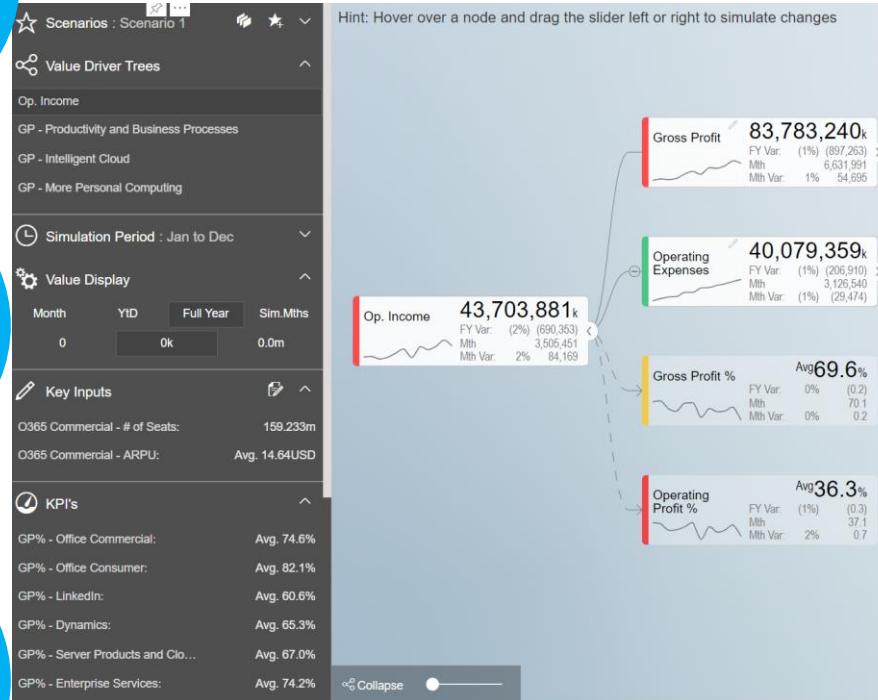 Scenarios : Scenario 1
Value Driver Trees
Op. Income
GP - Productivity and Business Processes
GP - Intelligent Cloud
GP - More Personal Computing
Simulation Period : Jan to Dec
Value Display
Month YtD Full Year Sim.Mths
0 0k 0.0m
Key Inputs
O365 Commercial - # of Seats: 159.233m
O365 Commercial - ARPU: Avg. 14.64USD
KPI's
GP% - Office Commercial: Avg. 74.6%
GP% - Office Consumer: Avg. 82.1%
GP% - LinkedIn: Avg. 60.6%
GP% - Dynamics: Avg. 65.3%
GP% - Server Products and Clo... Avg. 67.0%
GP% - Enterprise Services: Avg. 74.2%
Hint: Hover over a node and drag the slider left or right to simulate changes
Op. Income 43,703,881k
FY Var: (2%) (690,353)
Mth 3,505,451
Mth Var: 2% 84,169
Gross Profit 83,783,240k
FY Var: (1%) (897,263)
Mth 6,631,991
Mth Var: 1% 54,695
Operating Expenses 40,079,359k
FY Var: (1%) (206,910)
Mth 3,126,540
Mth Var: (1%) (29,474)
Gross Profit % Avg69.6%
FY Var: 0% (0.2)
Mth 70.1
Mth Var: 0% 0.2
Operating Profit % Avg36.3%
FY Var: (1%) (0.3)
Mth 37.1
Mth Var: 2% 0.7
Collapse